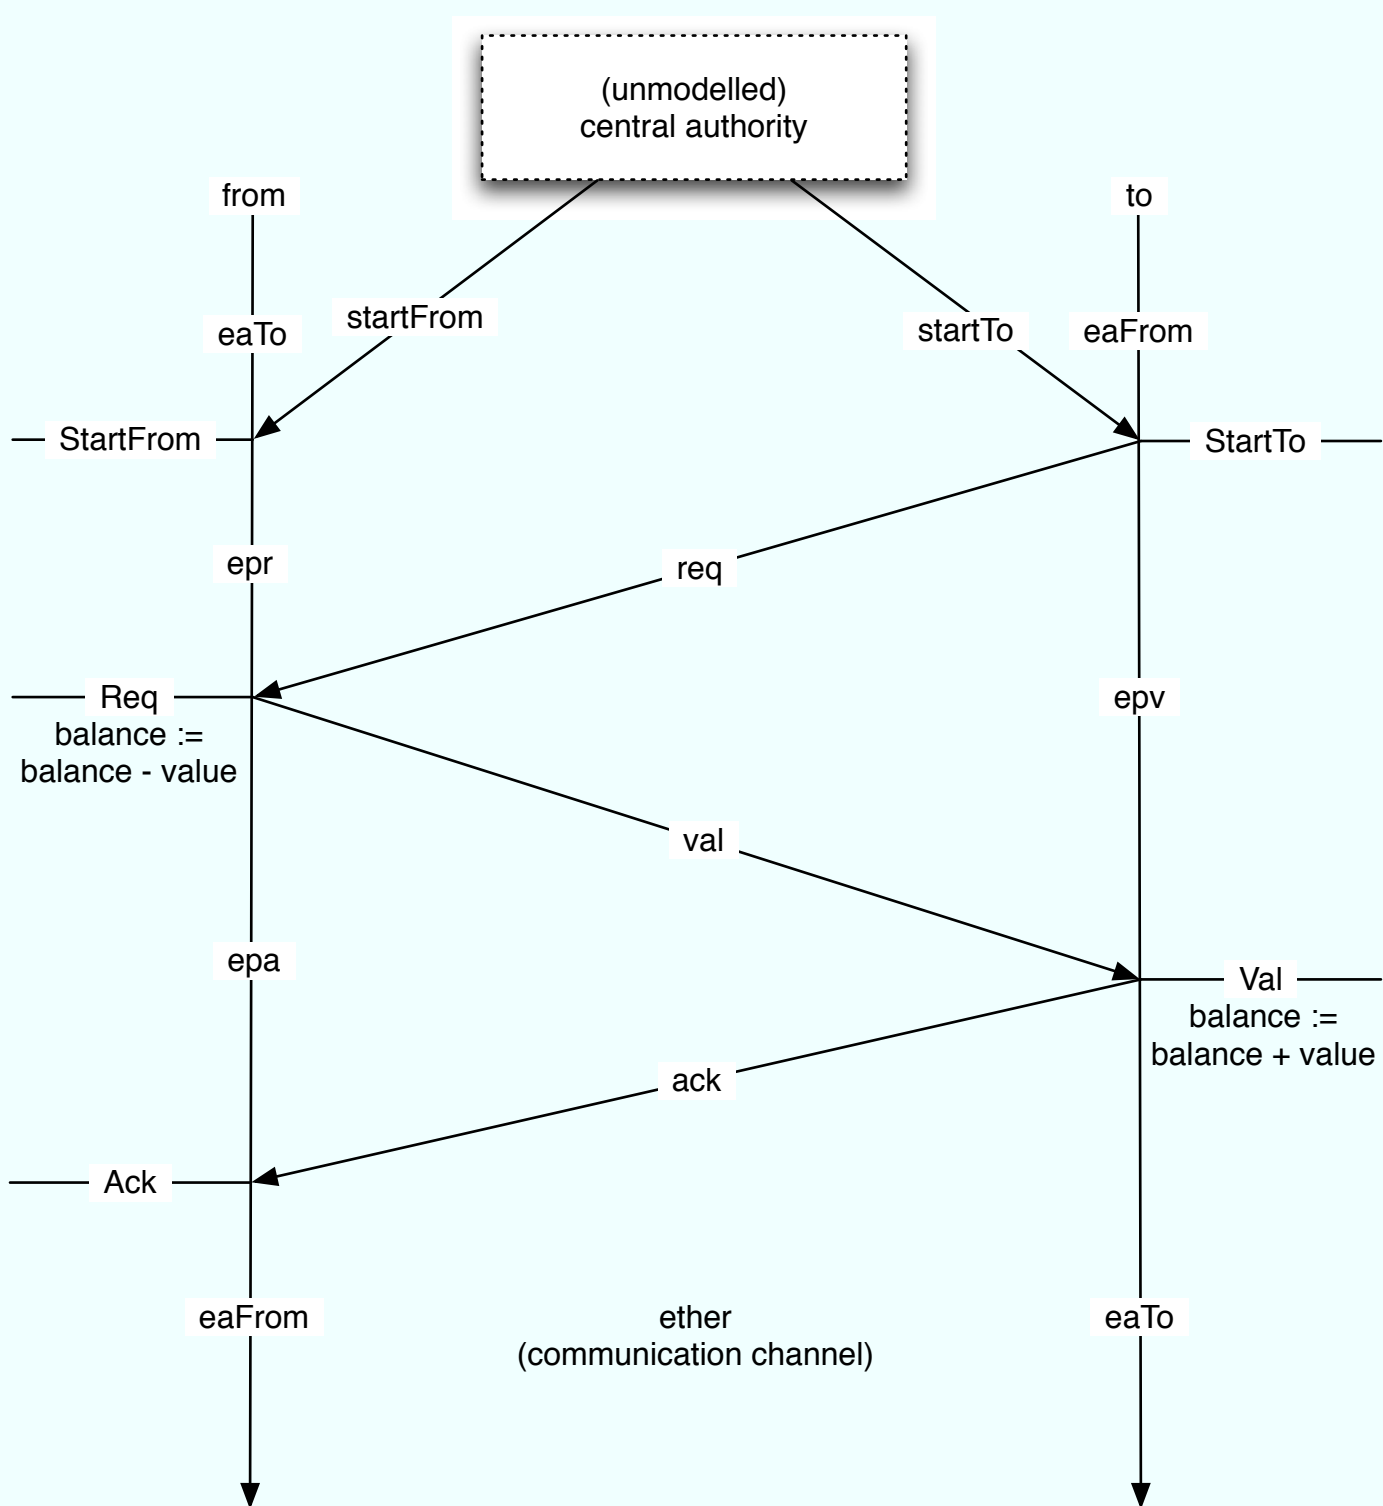 (unmodelled)
central authority
from
to
startFrom
startTo
eaTo
eaFrom
StartFrom
StartTo
epr
req
Req
balance :=
balance - value
epv
val
epa
Val
balance :=
balance + value
ack
Ack
eaFrom
ether
(communication channel)
eaTo